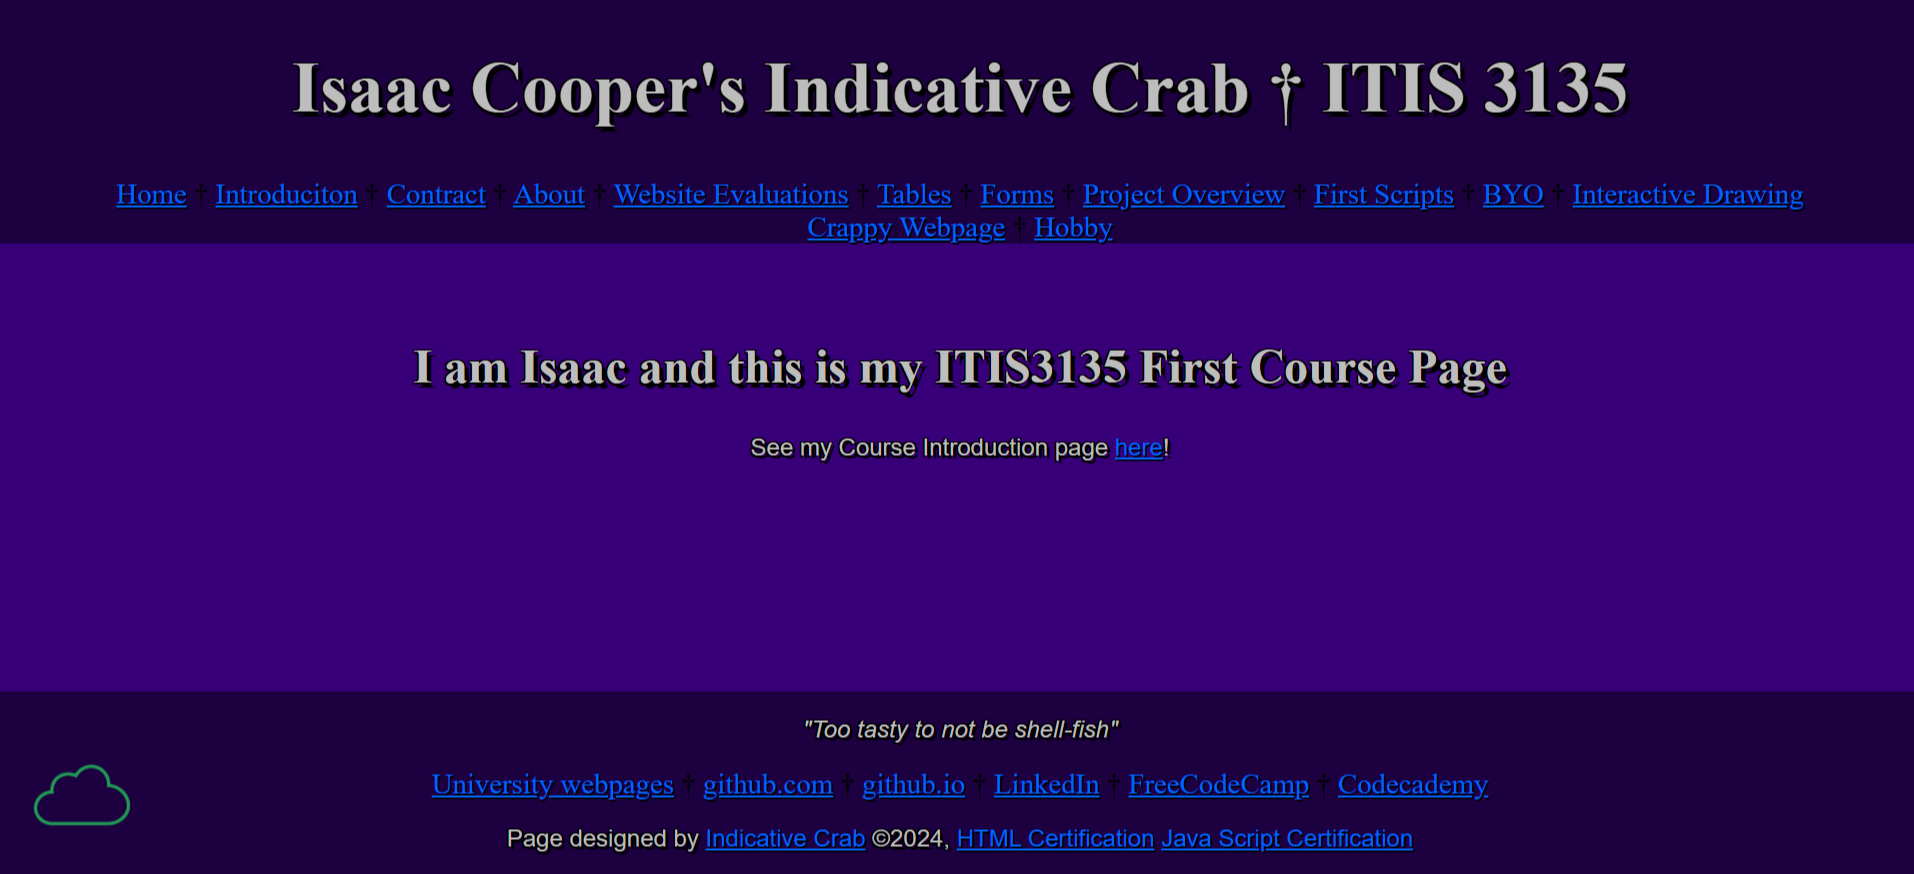 Isaac Cooper's Indicative Crab † ITIS 3135
Home † Introduciton † Contract † About † Website Evaluations † Tables † Forms † Project Overview † First Scripts † BYO † Interactive Drawing
Crappy Webpage † Hobby
I am Isaac and this is my ITIS3135 First Course Page
See my Course Introduction page here!
"Too tasty to not be shell-fish"
University webpages † github.com † github.io † LinkedIn † FreeCodeCamp † Codecademy
Page designed by Indicative Crab ©2024, HTML Certification Java Script Certification